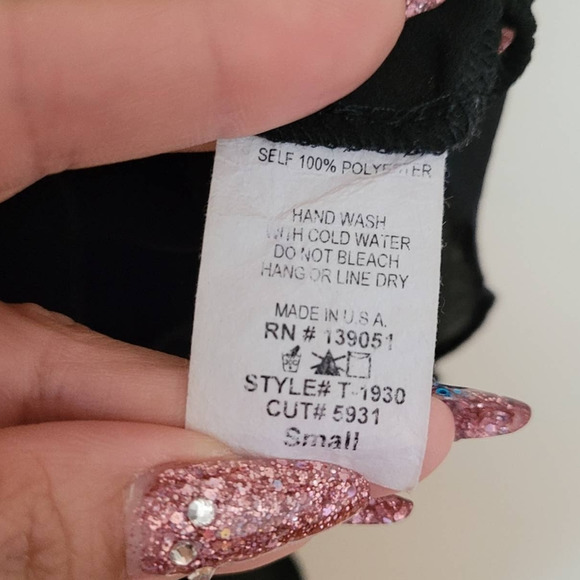 SELF 100% POLYESTER
HAND WASH
WITH COLD WATER
DO NOT BLEACH
HANG OR LINE DRY
MADE IN U.S.A.
RN # 139051
STYLE# T-1930
CUT# 5931
Small